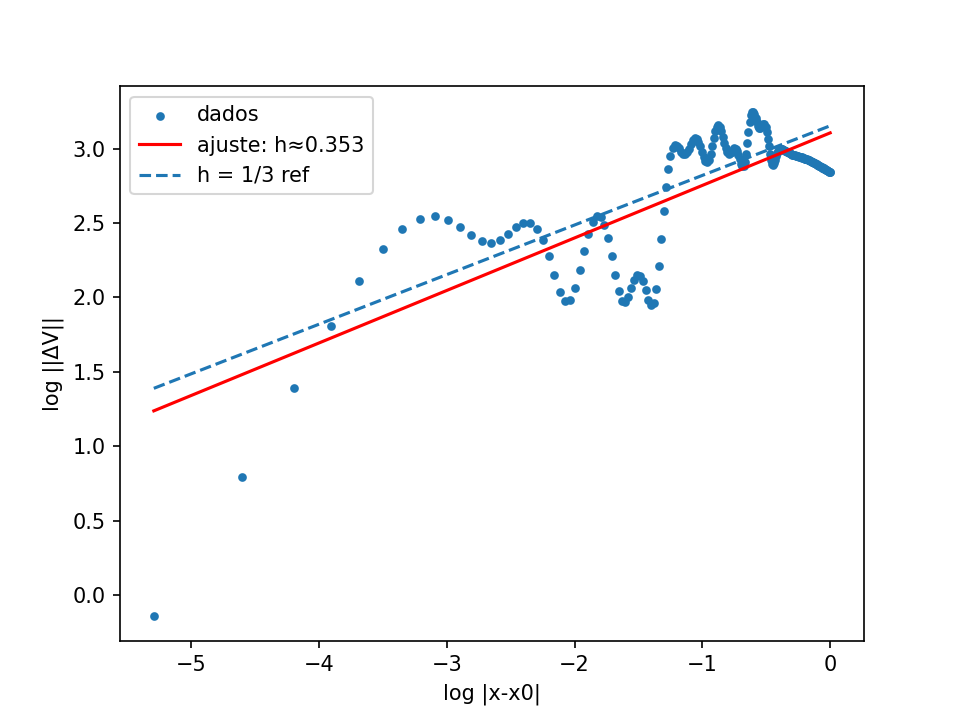 dados
ajuste: h≈0.353
h = 1/3 ref
3.0
2.5
2.0
1.5
1.0
0.5
0.0
log ||ΔV||
−5 −4 −3 −2 −1 0
log |x-x0|